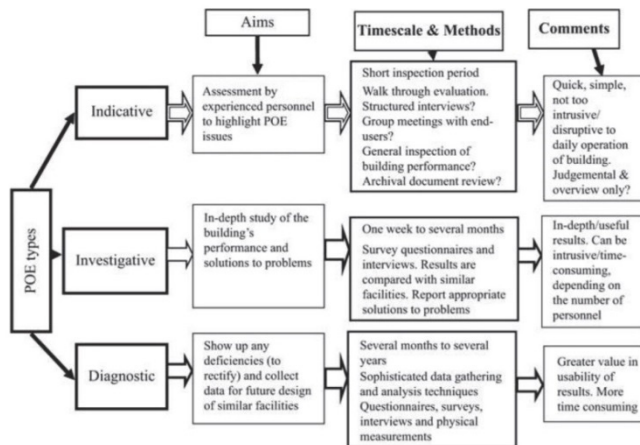 Aims
Timescale & Methods
Comments
POE types
Indicative
Assessment by
experienced personnel
to highlight POE
issues
Short inspection period
Walk through evaluation.
Structured interviews?
Group meetings with end-
users?
General inspection of
building performance?
Archival document review?
Quick, simple,
not too
intrusive/
disruptive to
daily operation
of building.
Judgemental &
overview only?
Investigative
In-depth study of the
building's
performance and
solutions to problems
One week to several months
Survey questionnaires and
interviews. Results are
compared with similar
facilities. Report appropriate
solutions to problems
In-depth/useful
results. Can be
intrusive/time-
consuming,
depending on
the number of
personnel
Diagnostic
Show up any
deficiencies (to
rectify) and collect
data for future design
of similar facilities
Several months to several
years
Sophisticated data gathering
and analysis techniques
Questionnaires, surveys,
interviews and physical
measurements
Greater value in
usability of
results. More
time consuming